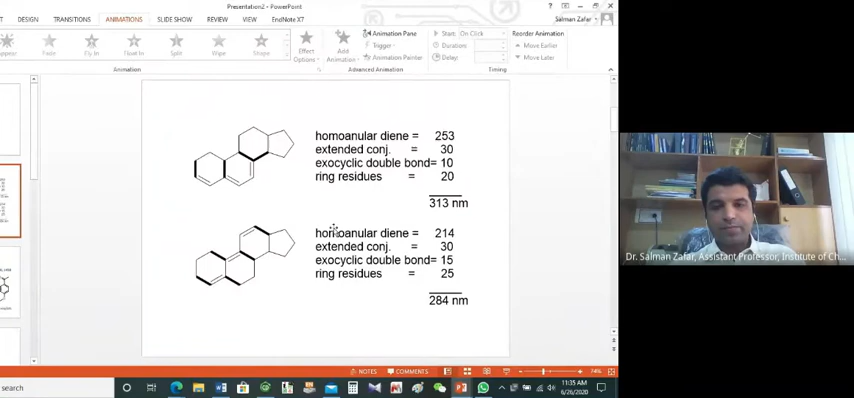 Presentation2 - PowerPoint
DESIGN TRANSITIONS ANIMATIONS SLIDE SHOW REVIEW VIEW EndNote X7
Salman Zafar
Fade
Fly In
Float In
Split
Wipe
Shape
Effect Options
Add Animation
Animation Pane
Trigger
Animation Painter
Start: On Click
Duration:
Delay:
Reorder Animation
Move Earlier
Move Later
Animation
Advanced Animation
Timing
homoanular diene = 253
extended conj. = 30
exocyclic double bond= 10
ring residues = 20
313 nm
homoanular diene = 214
extended conj. = 30
exocyclic double bond= 15
ring residues = 25
284 nm
Dr. Salman Zafar, Assistant Professor, Institute of Ch...
NOTES COMMENTS 74%
search
11:35 AM
6/26/2020